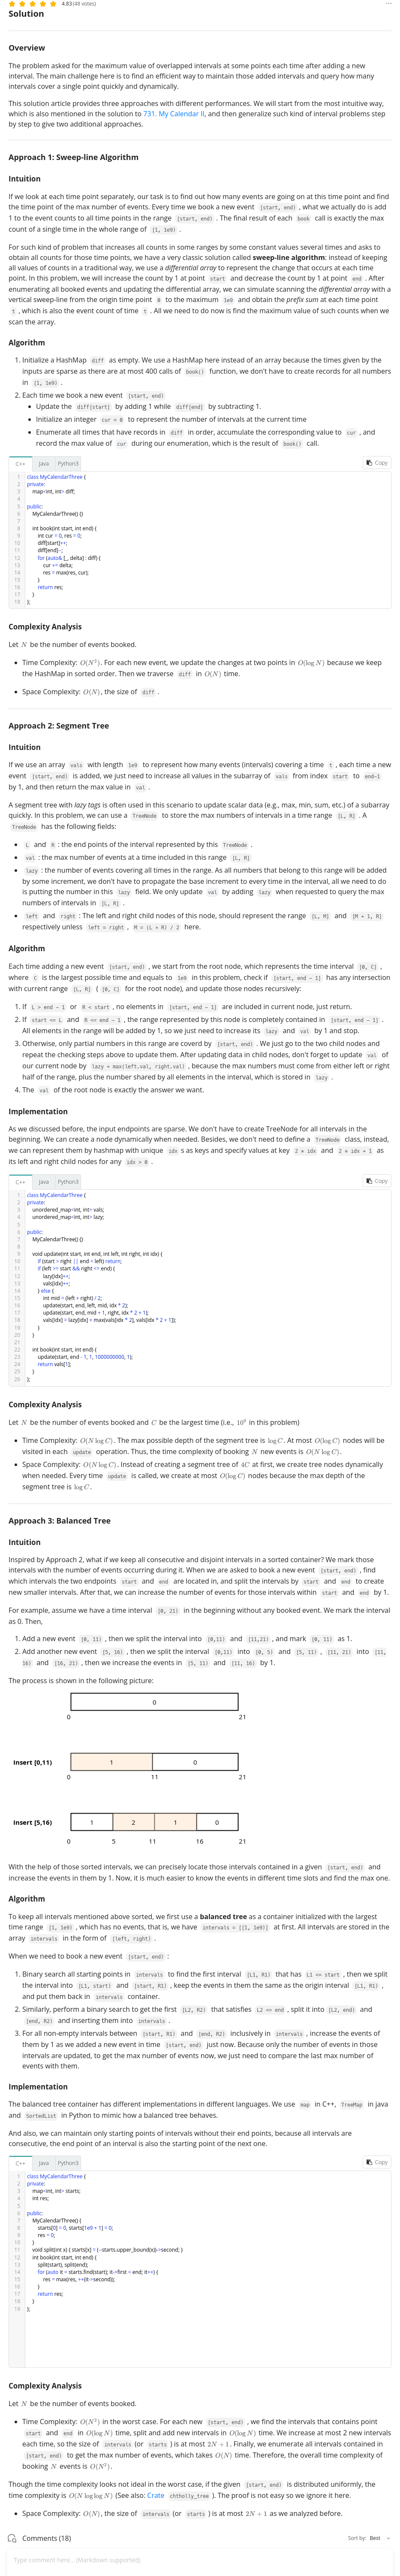 4.83 (48 votes)
Solution
Overview
The problem asked for the maximum value of overlapped intervals at some points each time after adding a new
interval. The main challenge here is to find an efficient way to maintain those added intervals and query how many
intervals cover a single point quickly and dynamically.
This solution article provides three approaches with different performances. We will start from the most intuitive way,
which is also mentioned in the solution to 731. My Calendar II, and then generalize such kind of interval problems step
by step to give two additional approaches.
Approach 1: Sweep-line Algorithm
Intuition
If we look at each time point separately, our task is to find out how many events are going on at this time point and find
the time point of the max number of events. Every time we book a new event [start, end) , what we actually do is add
1 to the event counts to all time points in the range [start, end) . The final result of each book call is exactly the max
count of a single time in the whole range of [1, 1e9) .
For such kind of problem that increases all counts in some ranges by some constant values several times and asks to
obtain all counts for those time points, we have a very classic solution called sweep-line algorithm: instead of keeping
all values of counts in a traditional way, we use a differential array to represent the change that occurs at each time
point. In this problem, we will increase the count by 1 at point start and decrease the count by 1 at point end . After
enumerating all booked events and updating the differential array, we can simulate scanning the differential array with a
vertical sweep-line from the origin time point 0 to the maximum 1e9 and obtain the prefix sum at each time point
t , which is also the event count of time t . All we need to do now is find the maximum value of such counts when we
scan the array.
Algorithm
1. Initialize a HashMap diff as empty. We use a HashMap here instead of an array because the times given by the
inputs are sparse as there are at most 400 calls of book() function, we don't have to create records for all numbers
in [1, 1e9) .
2. Each time we book a new event [start, end)
• Update the diff[start] by adding 1 while diff[end] by subtracting 1.
• Initialize an integer cur = 0 to represent the number of intervals at the current time
• Enumerate all times that have records in diff in order, accumulate the corresponding value to cur , and
record the max value of cur during our enumeration, which is the result of book() call.
C++ Java Python3 Copy
1 class MyCalendarThree {
2 private:
3 map<int, int> diff;
4
5 public:
6 MyCalendarThree() {}
7
8 int book(int start, int end) {
9 int cur = 0, res = 0;
10 diff[start]++;
11 diff[end]--;
12 for (auto& [_, delta] : diff) {
13 cur += delta;
14 res = max(res, cur);
15 }
16 return res;
17 }
18 };
Complexity Analysis
Let N be the number of events booked.
• Time Complexity: O(N²). For each new event, we update the changes at two points in O(log N) because we
keep the HashMap in sorted order. Then we traverse diff in O(N) time.
• Space Complexity: O(N), the size of diff .
Approach 2: Segment Tree
Intuition
If we use an array vals with length 1e9 to represent how many events (intervals) covering a time t , each time a new
event [start, end) is added, we just need to increase all values in the subarray of vals from index start to end-1
by 1, and then return the max value in val .
A segment tree with lazy tags is often used in this scenario to update scalar data (e.g., max, min, sum, etc.) of a subarray
quickly. In this problem, we can use a TreeNode to store the max numbers of intervals in a time range [L, R] . A
TreeNode has the following fields:
• L and R : the end points of the interval represented by this TreeNode .
• val : the max number of events at a time included in this range [L, R]
• lazy : the number of events covering all times in the range. As all numbers that belong to this range will be added
by some increment, we don't have to propagate the base increment to every time in the interval, all we need to do
is putting the number in this lazy field. We only update val by adding lazy when requested to query the max
numbers of intervals in [L, R] .
• left and right : The left and right child nodes of this node, should represent the range [L, M] and [M + 1, R]
respectively unless left = right , M = (L + R) / 2 here.
Algorithm
Each time adding a new event [start, end) , we start from the root node, which represents the time interval [0, C] ,
where C is the largest possible time and equals to 1e9 in this problem, check if [start, end - 1] has any intersection
with current range [L, R] ( [0, C] for the root node), and update those nodes recursively:
1. If L > end - 1 or R < start , no elements in [start, end - 1] are included in current node, just return.
2. If start <= L and R <= end - 1 , the range represented by this node is completely contained in [start, end - 1] .
All elements in the range will be added by 1, so we just need to increase its lazy and val by 1 and stop.
3. Otherwise, only partial numbers in this range are covered by [start, end) . We just go to the two child nodes and
repeat the checking steps above to update them. After updating data in child nodes, don't forget to update val of
our current node by lazy + max(left.val, right.val) , because the max numbers must come from either left or right
half of the range, plus the number shared by all elements in the interval, which is stored in lazy .
4. The val of the root node is exactly the answer we want.
Implementation
As we discussed before, the input endpoints are sparse. We don't have to create TreeNode for all intervals in the
beginning. We can create a node dynamically when needed. Besides, we don't need to define a TreeNode class, instead,
we can represent them by hashmap with unique idx s as keys and specify values at key 2 * idx and 2 * idx + 1 as
its left and right child nodes for any idx > 0 .
C++ Java Python3 Copy
1 class MyCalendarThree {
2 private:
3 unordered_map<int, int> vals;
4 unordered_map<int, int> lazy;
5
6 public:
7 MyCalendarThree() {}
8
9 void update(int start, int end, int left, int right, int idx) {
10 if (start > right || end < left) return;
11 if (left >= start && right <= end) {
12 lazy[idx]++;
13 vals[idx]++;
14 } else {
15 int mid = (left + right) / 2;
16 update(start, end, left, mid, idx * 2);
17 update(start, end, mid + 1, right, idx * 2 + 1);
18 vals[idx] = lazy[idx] + max(vals[idx * 2], vals[idx * 2 + 1]);
19 }
20 }
21
22 int book(int start, int end) {
23 update(start, end - 1, 1, 1000000000, 1);
24 return vals[1];
25 }
26 };
Complexity Analysis
Let N be the number of events booked and C be the largest time (i.e., 10⁹ in this problem)
• Time Complexity: O(N log C). The max possible depth of the segment tree is log C. At most O(log C) nodes will be
visited in each update operation. Thus, the time complexity of booking N new events is O(N log C).
• Space Complexity: O(N log C). Instead of creating a segment tree of 4C at first, we create tree nodes dynamically
when needed. Every time update is called, we create at most O(log C) nodes because the max depth of the
segment tree is log C.
Approach 3: Balanced Tree
Intuition
Inspired by Approach 2, what if we keep all consecutive and disjoint intervals in a sorted container? We mark those
intervals with the number of events occurring during it. When we are asked to book a new event [start, end) , find
which intervals the two endpoints start and end are located in, and split the intervals by start and end to create
new smaller intervals. After that, we can increase the number of events for those intervals within start and end by 1.
For example, assume we have a time interval [0, 21) in the beginning without any booked event. We mark the interval
as 0. Then,
1. Add a new event [0, 11) , then we split the interval into [0,11) and [11,21) , and mark [0, 11) as 1.
2. Add another new event [5, 16) , then we split the interval [0,11) into [0, 5) and [5, 11) , [11, 21) into [11,
16) and [16, 21) , then we increase the events in [5, 11) and [11, 16) by 1.
The process is shown in the following picture:
0
0 21
Insert [0,11) 1 0
0 11 21
Insert [5,16) 1 2 1 0
0 5 11 16 21
With the help of those sorted intervals, we can precisely locate those intervals contained in a given [start, end) and
increase the events in them by 1. Now, it is much easier to know the events in different time slots and find the max one.
Algorithm
To keep all intervals mentioned above sorted, we first use a balanced tree as a container initialized with the largest
time range [1, 1e9) , which has no events, that is, we have intervals = [[1, 1e9)] at first. All intervals are stored in the
array intervals in the form of [left, right) .
When we need to book a new event [start, end) :
1. Binary search all starting points in intervals to find the first interval [L1, R1) that has L1 <= start , then we split
the interval into [L1, start) and [start, R1) , keep the events in them the same as the origin interval [L1, R1) ,
and put them back in intervals container.
2. Similarly, perform a binary search to get the first [L2, R2) that satisfies L2 <= end , split it into [L2, end) and
[end, R2) and inserting them into intervals .
3. For all non-empty intervals between [start, R1) and [end, R2) inclusively in intervals , increase the events of
them by 1 as we added a new event in time [start, end) just now. Because only the number of events in those
intervals are updated, to get the max number of events now, we just need to compare the last max number of
events with them.
Implementation
The balanced tree container has different implementations in different languages. We use map in C++, TreeMap in java
and SortedList in Python to mimic how a balanced tree behaves.
And also, we can maintain only starting points of intervals without their end points, because all intervals are
consecutive, the end point of an interval is also the starting point of the next one.
C++ Java Python3 Copy
1 class MyCalendarThree {
2 private:
3 map<int, int> starts;
4 int res;
5
6 public:
7 MyCalendarThree() {
8 starts[0] = 0, starts[1e9 + 1] = 0;
9 res = 0;
10 }
11 void split(int x) { starts[x] = (--starts.upper_bound(x))->second; }
12 int book(int start, int end) {
13 split(start), split(end);
14 for (auto it = starts.find(start); it->first < end; it++) {
15 res = max(res, ++(it->second));
16 }
17 return res;
18 }
19 };
Complexity Analysis
Let N be the number of events booked.
• Time Complexity: O(N²) in the worst case. For each new [start, end) , we find the intervals that contains point
start and end in O(log N) time, split and add new intervals in O(log N) time. We increase at most 2 new intervals
each time, so the size of intervals (or starts ) is at most 2N + 1. Finally, we enumerate all intervals contained in
[start, end) to get the max number of events, which takes O(N) time. Therefore, the overall time complexity of
booking N events is O(N²).
Though the time complexity looks not ideal in the worst case, if the given [start, end) is distributed uniformly, the
time complexity is O(N log log N) (See also: Crate chtholly_tree ). The proof is not easy so we ignore it here.
• Space Complexity: O(N), the size of intervals (or starts ) is at most 2N + 1 as we analyzed before.
Comments (18) Sort by: Best
Type comment here... (Markdown supported)